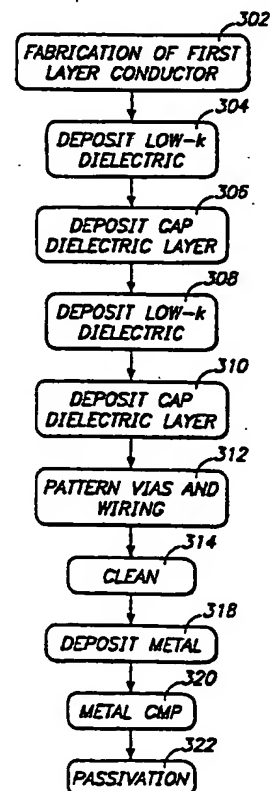 302
FABRICATION OF FIRST
LAYER CONDUCTOR
304
DEPOSIT LOW-k
DIELECTRIC
306
DEPOSIT CAP
DIELECTRIC LAYER
308
DEPOSIT LOW-k
DIELECTRIC
310
DEPOSIT CAP
DIELECTRIC LAYER
312
PATTERN VIAS AND
WIRING
314
CLEAN
318
DEPOSIT METAL
320
METAL CMP
322
PASSIVATION